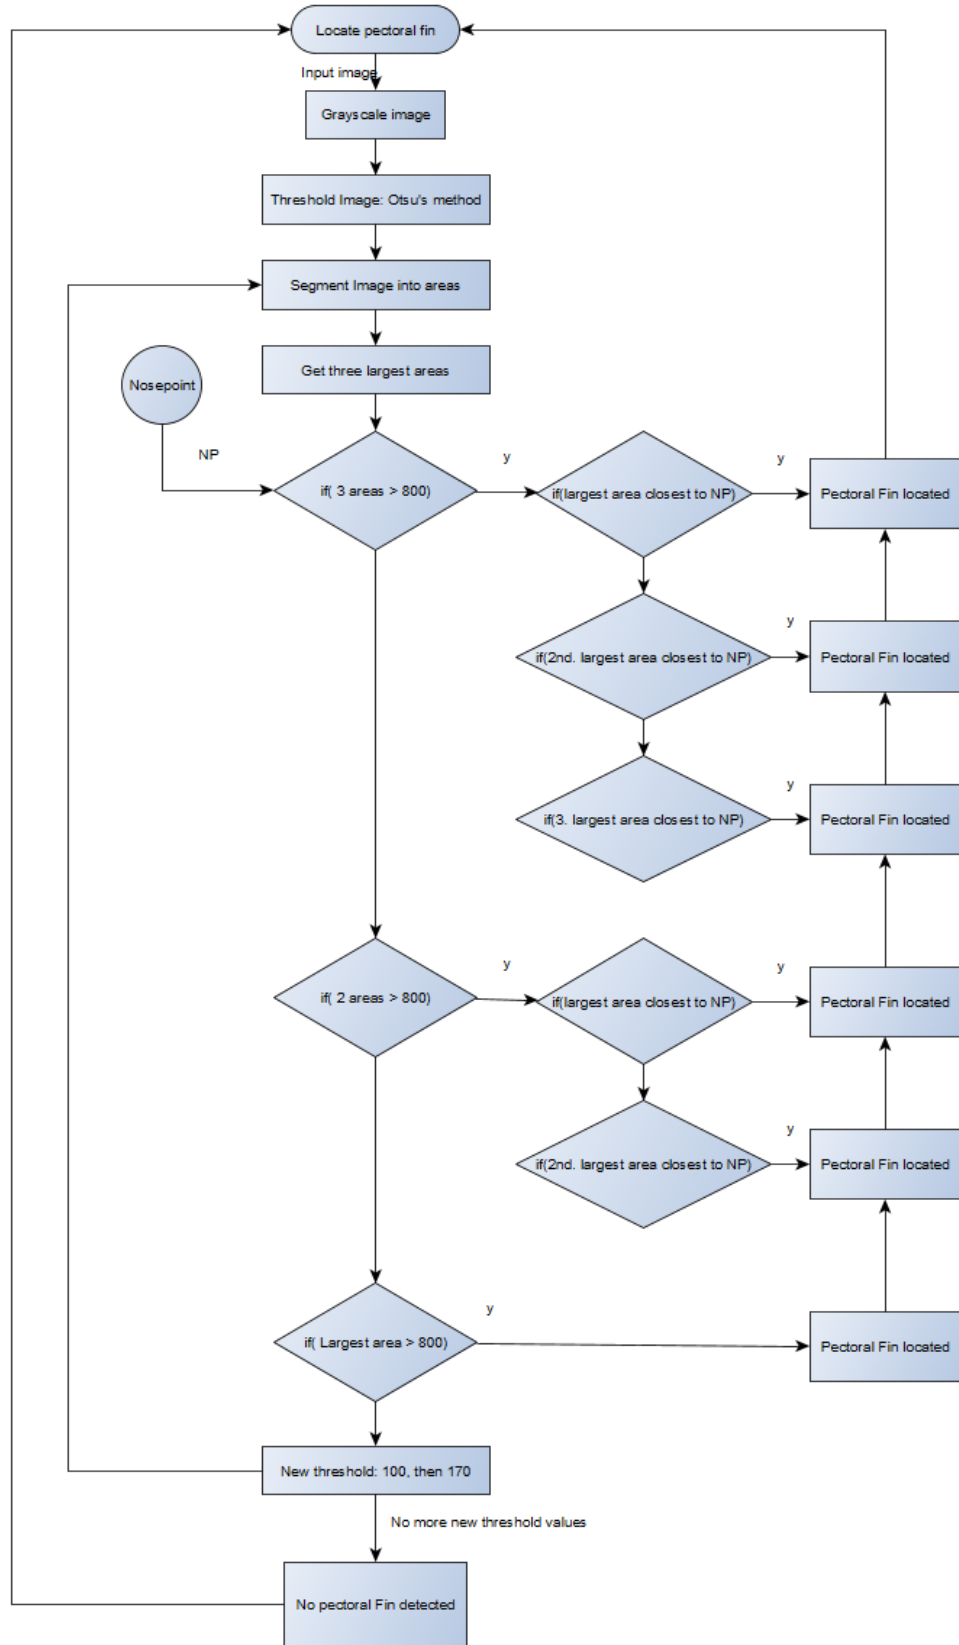 Locate pectoral fin
Input image
Grayscale image
Threshold Image: Otsu's method
Segment Image into areas
Get three largest areas
Nosepoint
NP
if( 3 areas > 800)
y
if(largest area closest to NP)
y
Pectoral Fin located
if(2nd. largest area closest to NP)
y
Pectoral Fin located
if(3. largest area closest to NP)
y
Pectoral Fin located
if( 2 areas > 800)
y
if(largest area closest to NP)
y
Pectoral Fin located
if(2nd. largest area closest to NP)
y
Pectoral Fin located
if( Largest area > 800)
y
Pectoral Fin located
New threshold: 100, then 170
No more new threshold values
No pectoral Fin detected